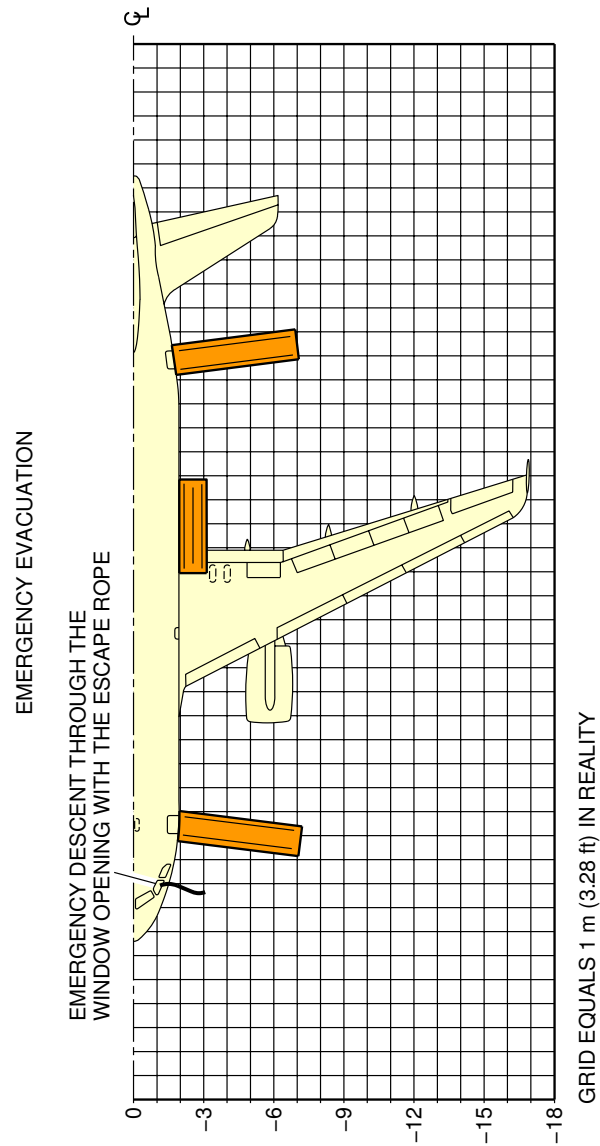 EMERGENCY EVACUATION
EMERGENCY DESCENT THROUGH THE
WINDOW OPENING WITH THE ESCAPE ROPE
℄
0
−3
−6
−9
−12
−15
−18
GRID EQUALS 1 m (3.28 ft) IN REALITY